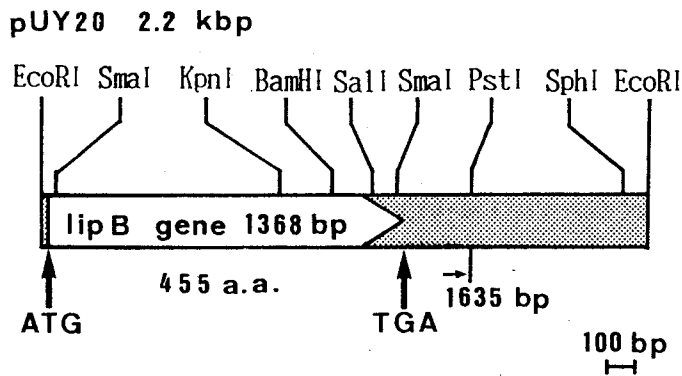 pUY20 2.2 kbp
EcoRI SmaI KpnI BamHI SalI SmaI PstI SphI EcoRI
lipB gene 1368 bp
455 a.a.
1635 bp
ATG TGA
100 bp